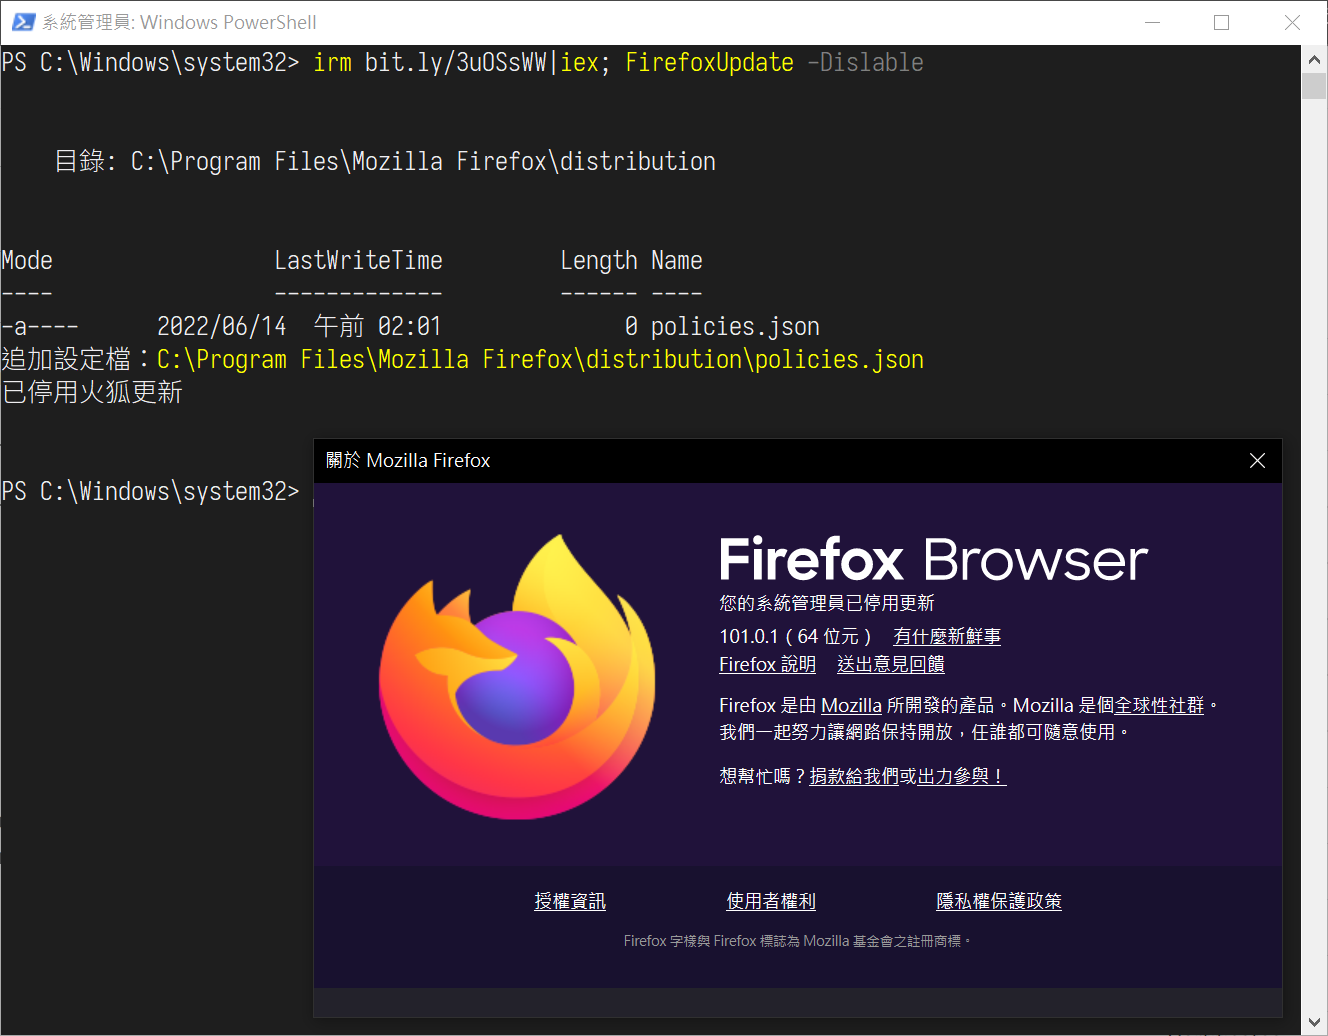 系統管理員: Windows PowerShell
PS C:\Windows\system32> irm bit.ly/3uOSsWW|iex; FirefoxUpdate -Dislable
目錄: C:\Program Files\Mozilla Firefox\distribution
Mode LastWriteTime Length Name
---- ------------- ------ ----
-a---- 2022/06/14 午前 02:01 0 policies.json
追加設定檔：C:\Program Files\Mozilla Firefox\distribution\policies.json
已停用火狐更新
PS C:\Windows\system32>
關於 Mozilla Firefox
Firefox Browser
您的系統管理員已停用更新
101.0.1 ( 64 位元 ) 有什麼新鮮事
Firefox 說明 送出意見回饋
Firefox 是由 Mozilla 所開發的產品。Mozilla 是個全球性社群。
我們一起努力讓網路保持開放，任誰都可隨意使用。
想幫忙嗎？捐款給我們或出力參與！
授權資訊 使用者權利 隱私權保護政策
Firefox 字樣與 Firefox 標誌為 Mozilla 基金會之註冊商標。